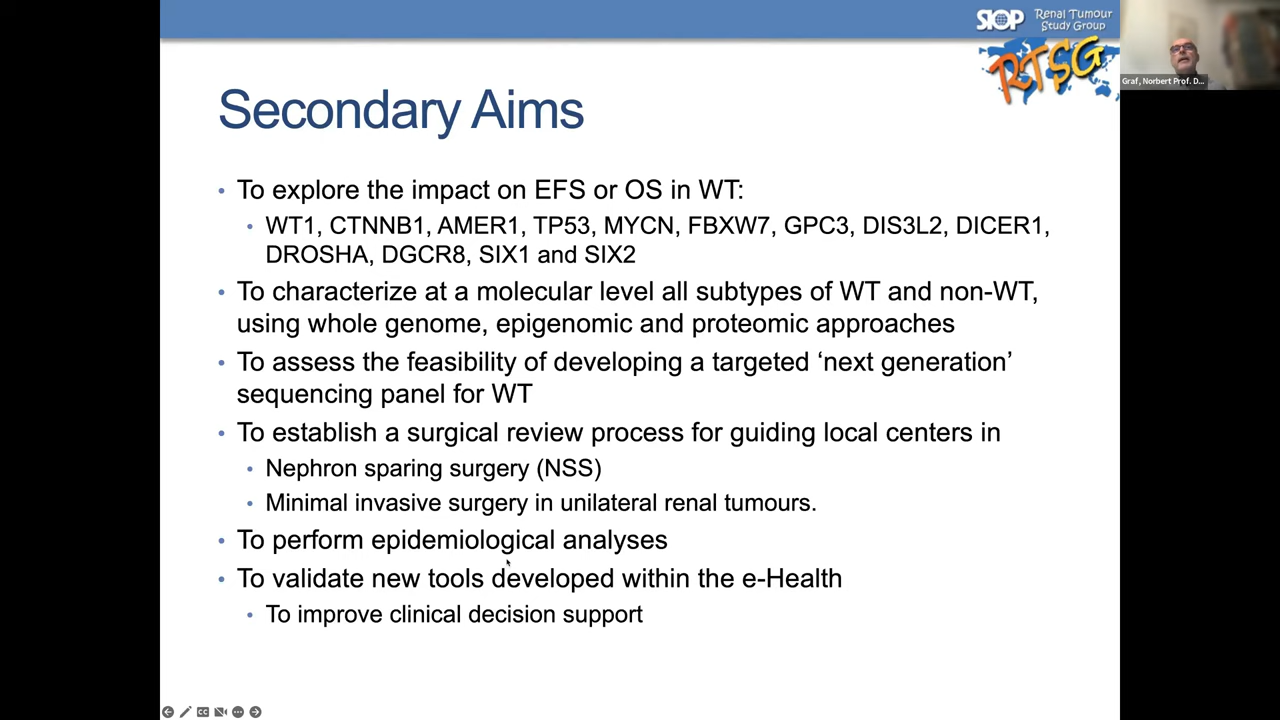 SIOP Renal Tumour
Study Group
RTSG
Graf, Norbert Prof. D...
Secondary Aims
• To explore the impact on EFS or OS in WT:
• WT1, CTNNB1, AMER1, TP53, MYCN, FBXW7, GPC3, DIS3L2, DICER1,
DROSHA, DGCR8, SIX1 and SIX2
• To characterize at a molecular level all subtypes of WT and non-WT,
using whole genome, epigenomic and proteomic approaches
• To assess the feasibility of developing a targeted ‘next generation’
sequencing panel for WT
• To establish a surgical review process for guiding local centers in
• Nephron sparing surgery (NSS)
• Minimal invasive surgery in unilateral renal tumours.
• To perform epidemiological analyses
• To validate new tools developed within the e-Health
• To improve clinical decision support
CC